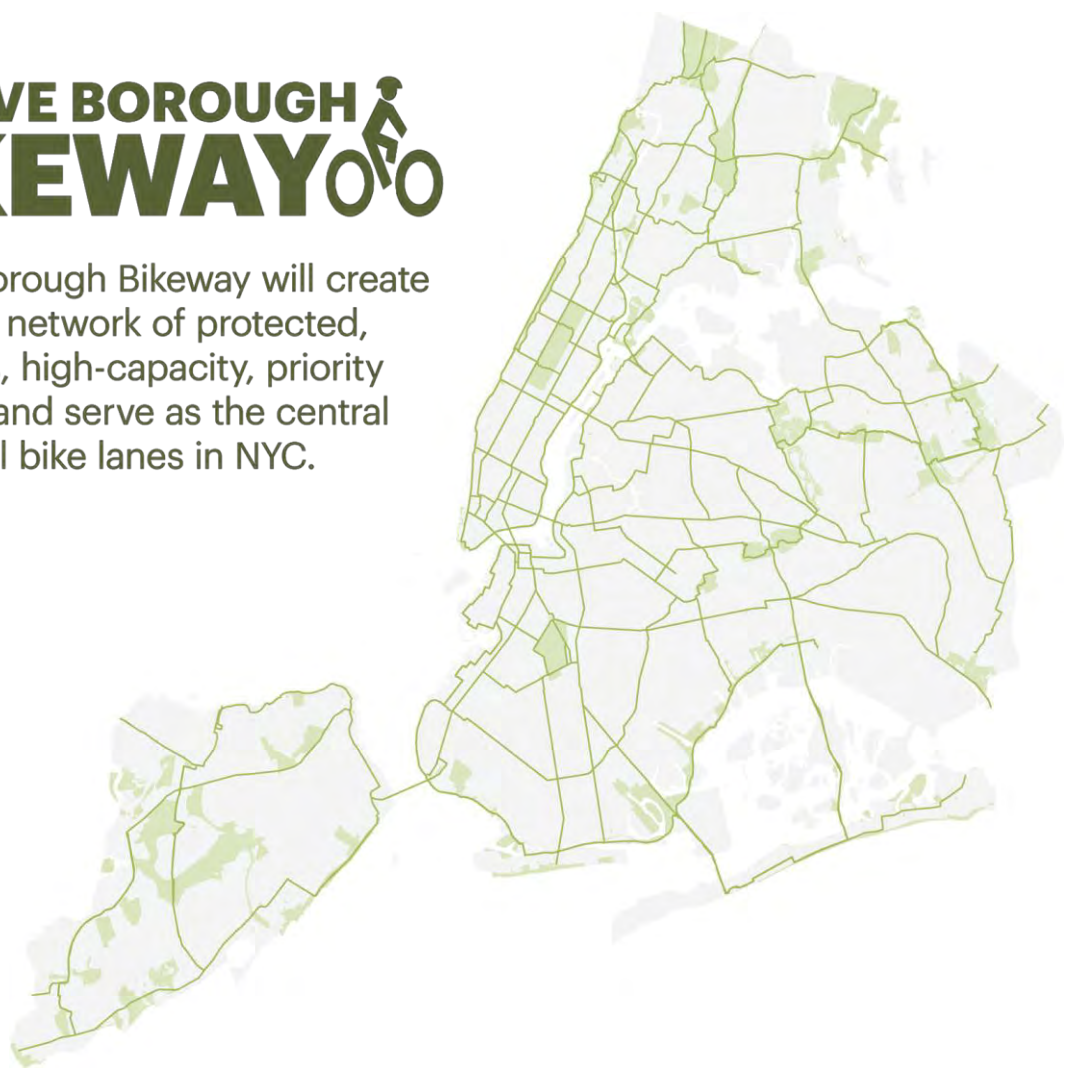 VE BOROUGH
KEWAY
orough Bikeway will create
network of protected,
, high-capacity, priority
and serve as the central
l bike lanes in NYC.